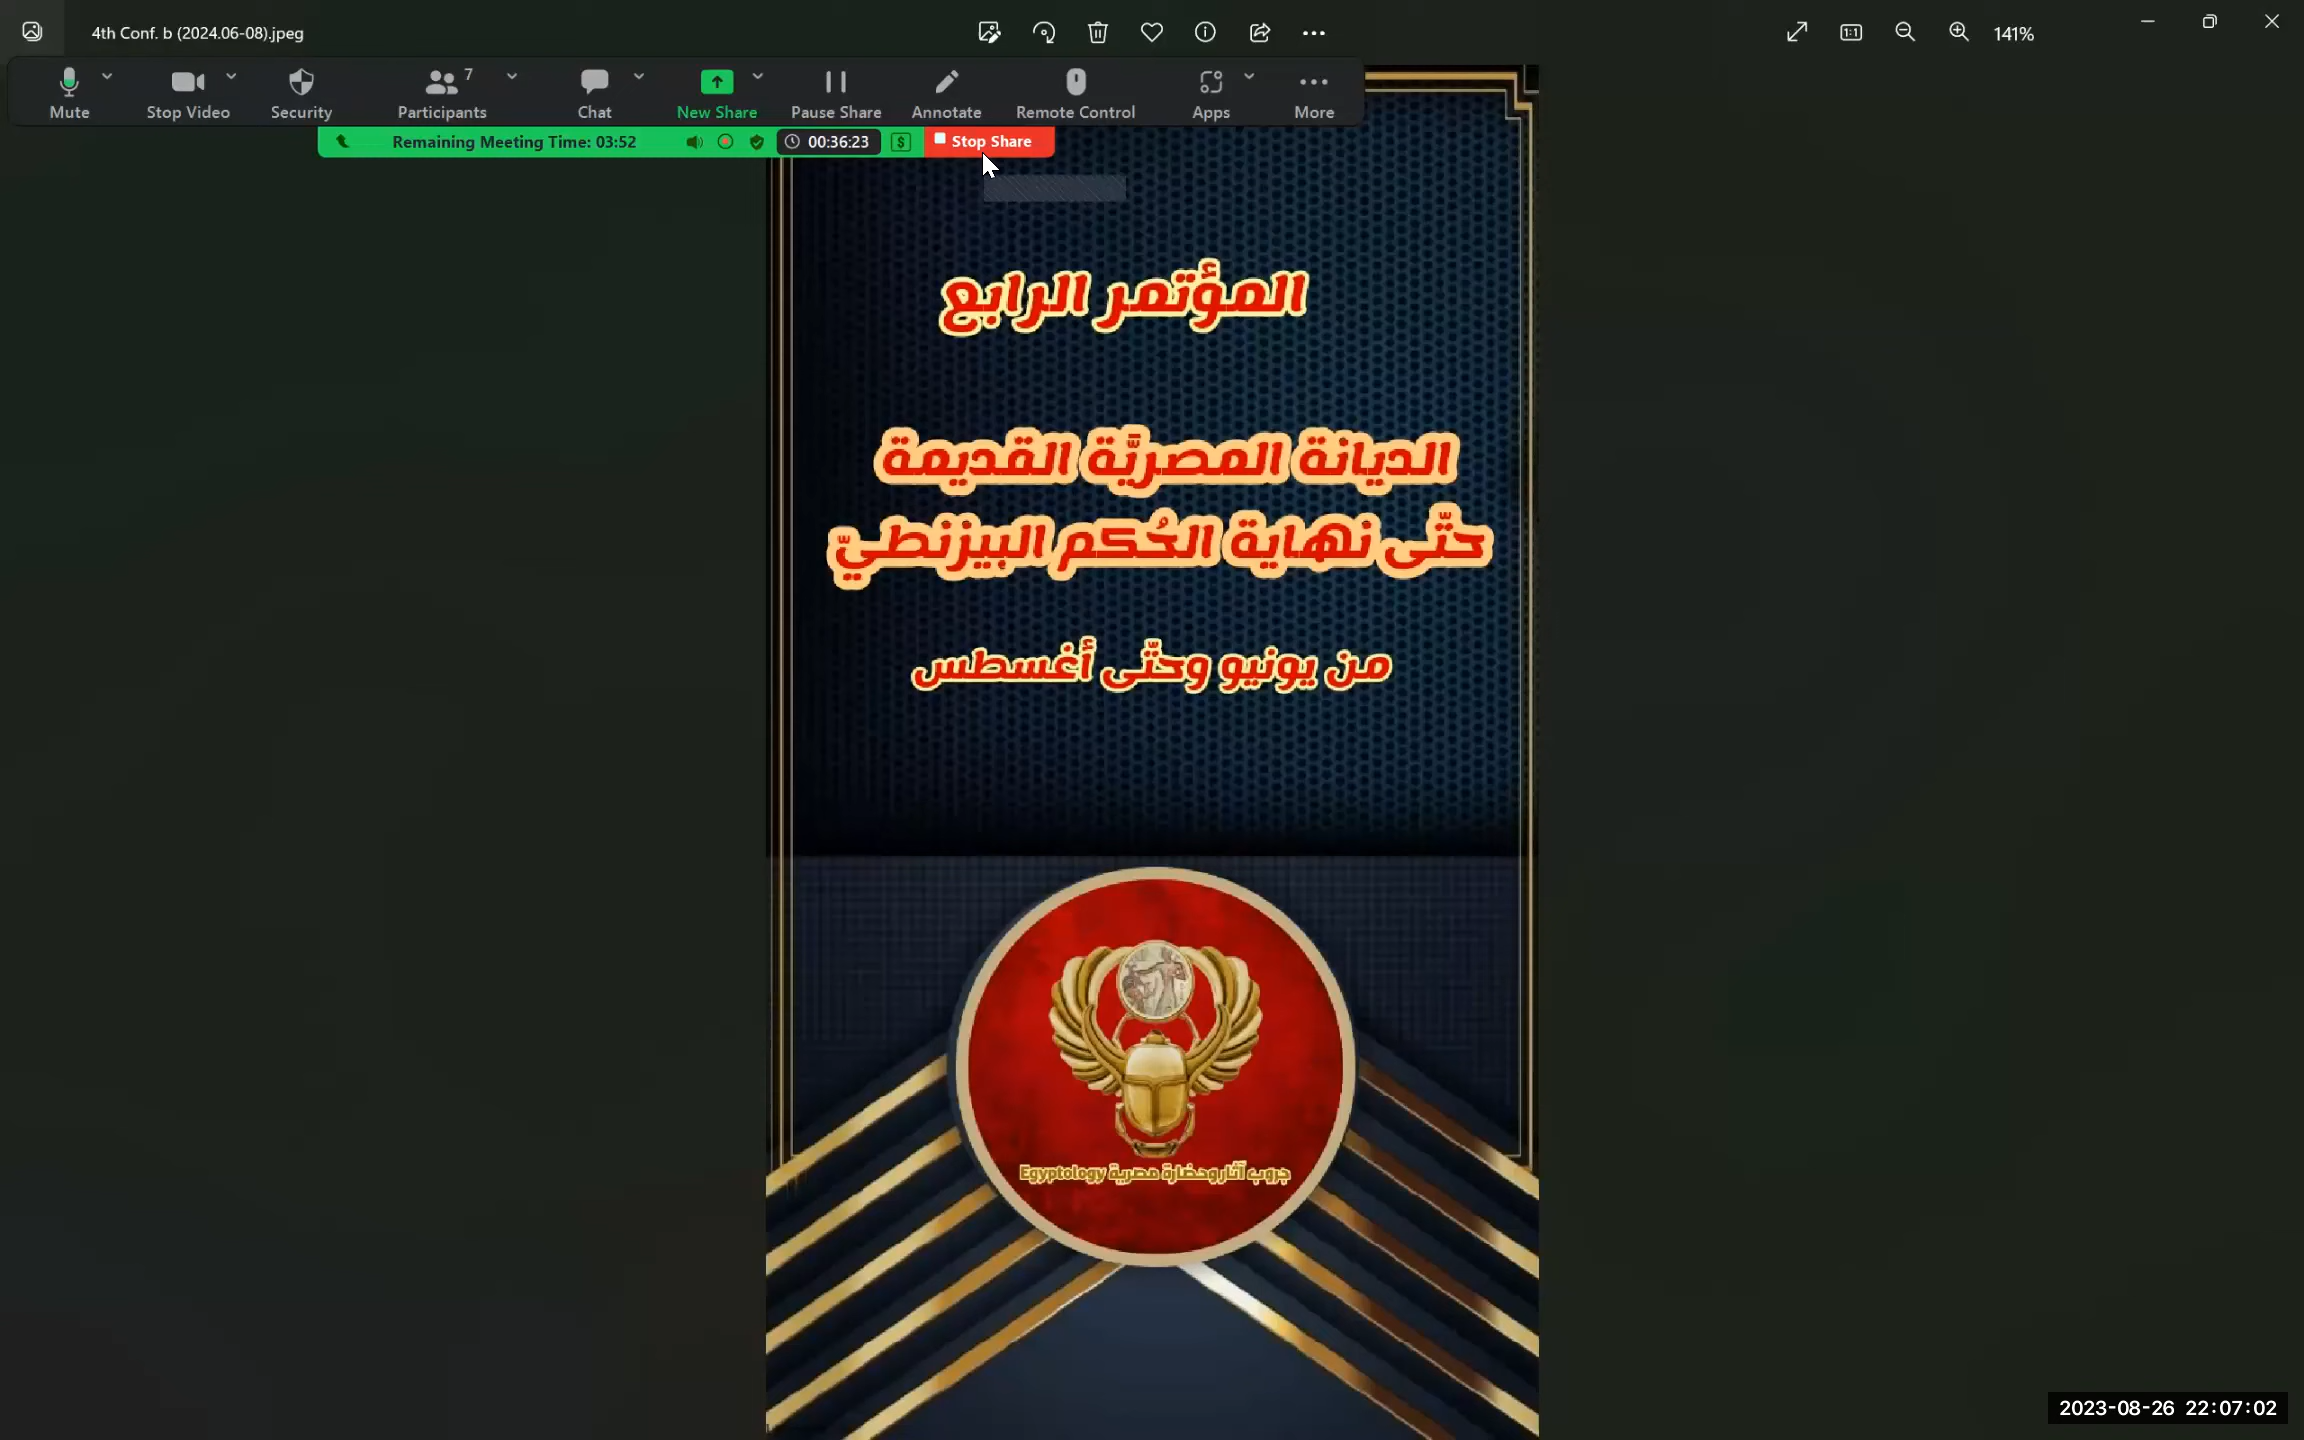 4th Conf. b (2024.06-08).jpeg
141%
Mute
Stop Video
Security
7
Participants
Chat
New Share
Pause Share
Annotate
Remote Control
Apps
More
Remaining Meeting Time: 03:52
00:36:23
Stop Share
المؤتمر الرابع
الديانة المصريَّة القديمة
حتّى نهاية الحُكم البيزنطيّ
من يونيو وحتّى أغسطس
جروب آثار وحضارة مصرية Egyptology
2023-08-26 22:07:02